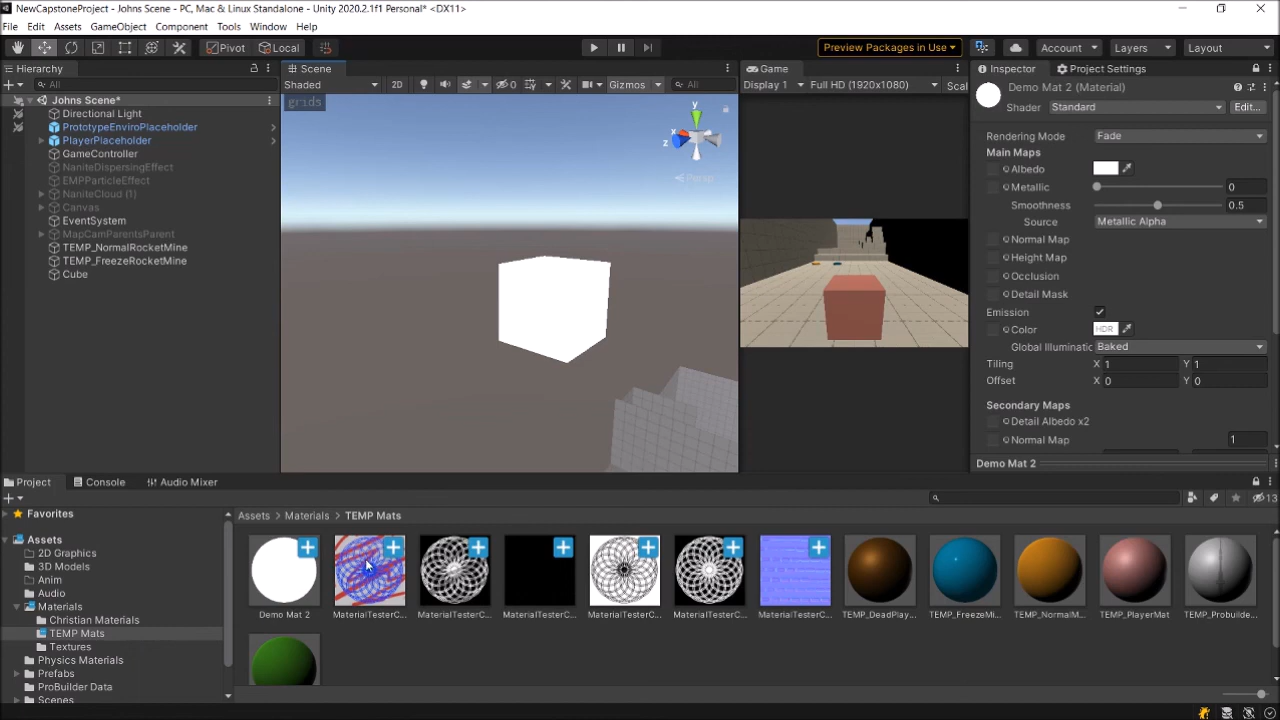 NewCapstoneProject - Johns Scene - PC, Mac & Linux Standalone - Unity 2020.2.1f1 Personal* <DX11>
File Edit Assets GameObject Component Tools Window Help
Pivot Local Preview Packages in Use Account Layers Layout
Hierarchy
All
Johns Scene*
Directional Light
PrototypeEnviroPlaceholder
PlayerPlaceholder
GameController
NaniteDispersingEffect
EMPParticleEffect
NaniteCloud (1)
Canvas
EventSystem
MapCamParentsParent
TEMP_NormalRocketMine
TEMP_FreezeRocketMine
Cube
Scene
Shaded 2D 0 Gizmos All
grids
y
x
z
Persp
Game
Display 1 Full HD (1920x1080) Scal
Inspector Project Settings
Demo Mat 2 (Material)
Shader Standard Edit...
Rendering Mode Fade
Main Maps
Albedo
Metallic 0
Smoothness 0.5
Source Metallic Alpha
Normal Map
Height Map
Occlusion
Detail Mask
Emission
Color HDR
Global Illuminatic Baked
Tiling X 1 Y 1
Offset X 0 Y 0
Secondary Maps
Detail Albedo x2
Normal Map 1
Demo Mat 2
Project Console Audio Mixer
13
Favorites
Assets
2D Graphics
3D Models
Anim
Audio
Materials
Christian Materials
TEMP Mats
Textures
Physics Materials
Prefabs
ProBuilder Data
Scenes
Assets Materials TEMP Mats
Demo Mat 2 MaterialTesterC... MaterialTesterC... MaterialTesterC... MaterialTesterC... MaterialTesterC... MaterialTesterC... TEMP_DeadPlay... TEMP_FreezeMi... TEMP_NormalM... TEMP_PlayerMat TEMP_Probuilde...